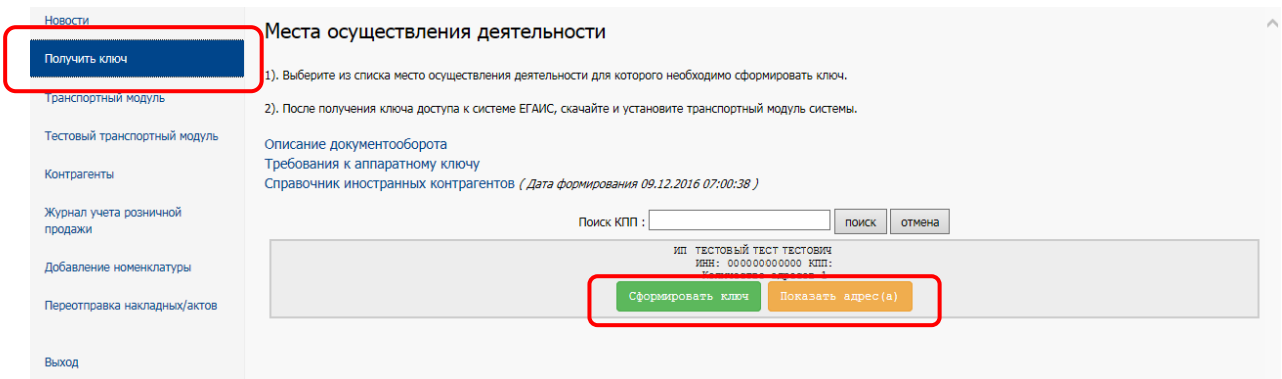 Новости
Получить ключ
Транспортный модуль
Тестовый транспортный модуль
Контрагенты
Журнал учета розничной
продажи
Добавление номенклатуры
Переотправка накладных/актов
Выход
Места осуществления деятельности
1). Выберите из списка место осуществления деятельности для которого необходимо сформировать ключ.
2). После получения ключа доступа к системе ЕГАИС, скачайте и установите транспортный модуль системы.
Описание документооборота
Требования к аппаратному ключу
Справочник иностранных контрагентов ( Дата формирования 09.12.2016 07:00:38 )
Поиск КПП : поиск отмена
ИП ТЕСТОВЫЙ ТЕСТ ТЕСТОВИЧ
ИНН: 000000000000 КПП:
Количество адресов 1
Сформировать ключ Показать адрес(а)